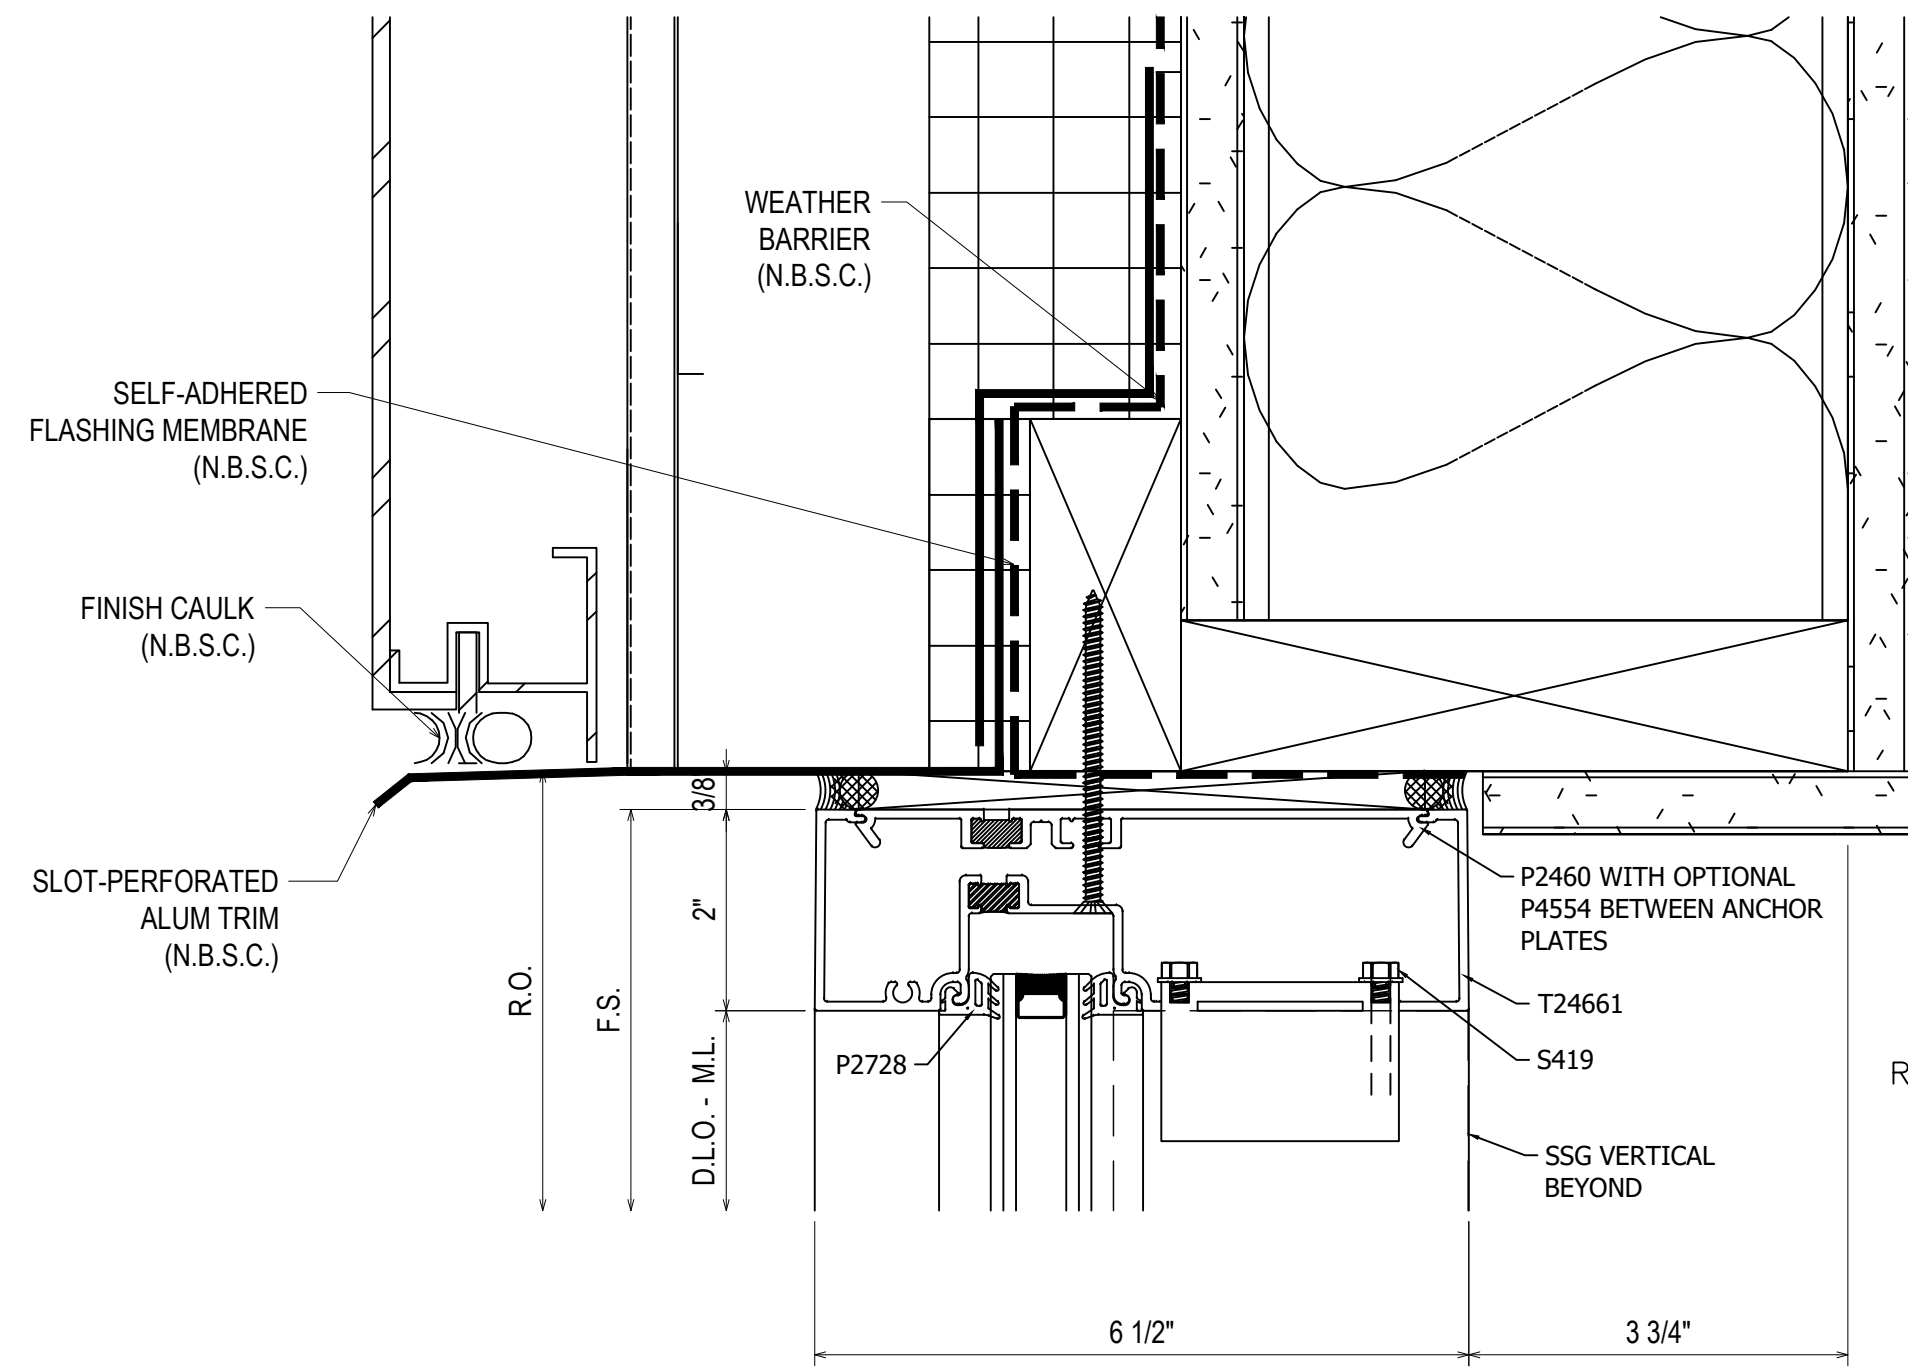 WEATHER
BARRIER
(N.B.S.C.)
SELF-ADHERED
FLASHING MEMBRANE
(N.B.S.C.)
FINISH CAULK
(N.B.S.C.)
SLOT-PERFORATED
ALUM TRIM
(N.B.S.C.)
3/8
2"
R.O.
F.S.
D.L.O. - M.L.
P2460 WITH OPTIONAL
P4554 BETWEEN ANCHOR
PLATES
T24661
S419
P2728
R
SSG VERTICAL
BEYOND
6 1/2"
3 3/4"